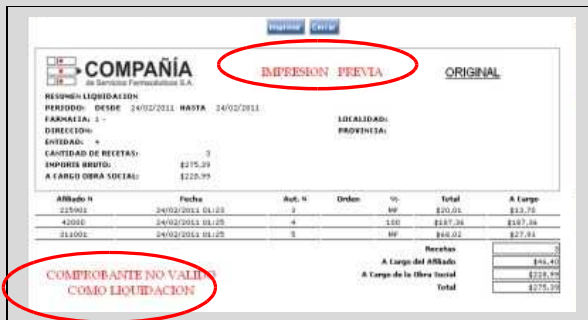 Imprimir Cerrar
COMPAÑÍA
de Servicios Farmacéuticos S.A.
IMPRESION PREVIA
ORIGINAL
RESUMEN LIQUIDACION
PERIODO: DESDE 24/02/2011 HASTA 24/02/2011
FARMACIA: 1 - LOCALIDAD:
DIRECCION: PROVINCIA:
ENTIDAD:
CANTIDAD DE RECETAS: 3
IMPORTE BRUTO: $275,39
A CARGO OBRA SOCIAL: $228,99
Afiliado N Fecha Aut. N Orden % Total A Cargo
24/02/2011 01:23 3 MF $20,01 $13,70
42000 24/02/2011 01:25 4 100 $187,36 $187,36
311001 24/02/2011 01:25 5 MF $68,02 $27,91
Recetas 3
A Cargo del Afiliado $46,40
A Cargo de la Obra Social $228,99
Total $275,39
COMPROBANTE NO VALIDO
COMO LIQUIDACION